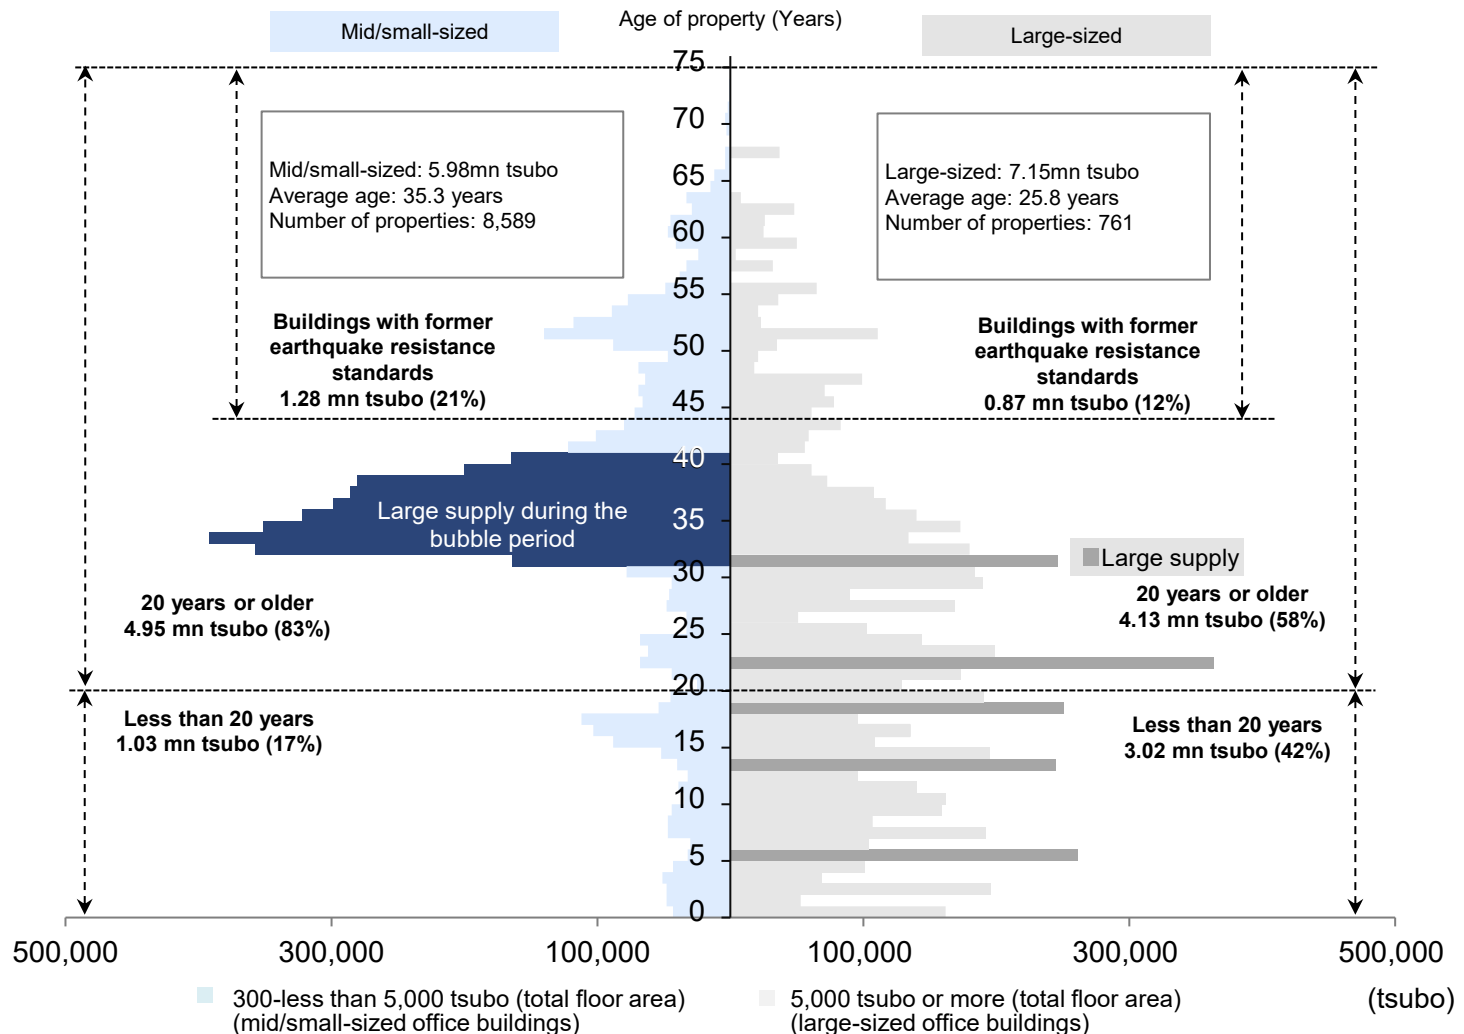 Age of property (Years)
Mid/small-sized
Large-sized
75
70
65
60
55
50
45
40
35
30
25
20
15
10
5
0
Mid/small-sized: 5.98mn tsubo
Average age: 35.3 years
Number of properties: 8,589
Large-sized: 7.15mn tsubo
Average age: 25.8 years
Number of properties: 761
Buildings with former
earthquake resistance
standards
1.28 mn tsubo (21%)
Buildings with former
earthquake resistance
standards
0.87 mn tsubo (12%)
Large supply during the
bubble period
Large supply
20 years or older
4.95 mn tsubo (83%)
20 years or older
4.13 mn tsubo (58%)
Less than 20 years
1.03 mn tsubo (17%)
Less than 20 years
3.02 mn tsubo (42%)
500,000
300,000
100,000
100,000
300,000
500,000
300-less than 5,000 tsubo (total floor area)
(mid/small-sized office buildings)
5,000 tsubo or more (total floor area)
(large-sized office buildings)
(tsubo)